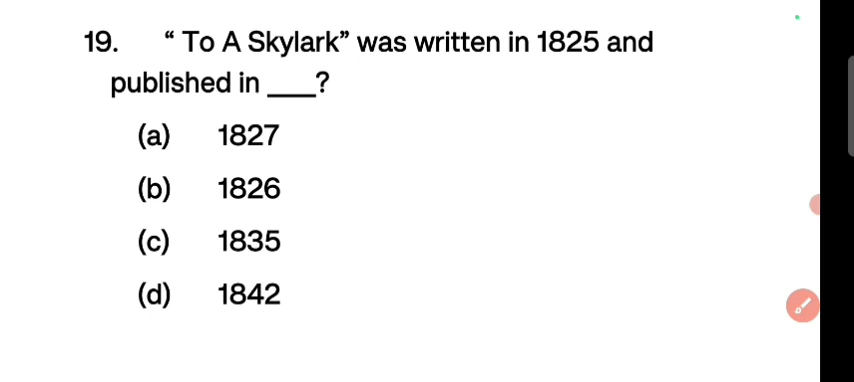 19. “ To A Skylark” was written in 1825 and
published in ___?
(a) 1827
(b) 1826
(c) 1835
(d) 1842